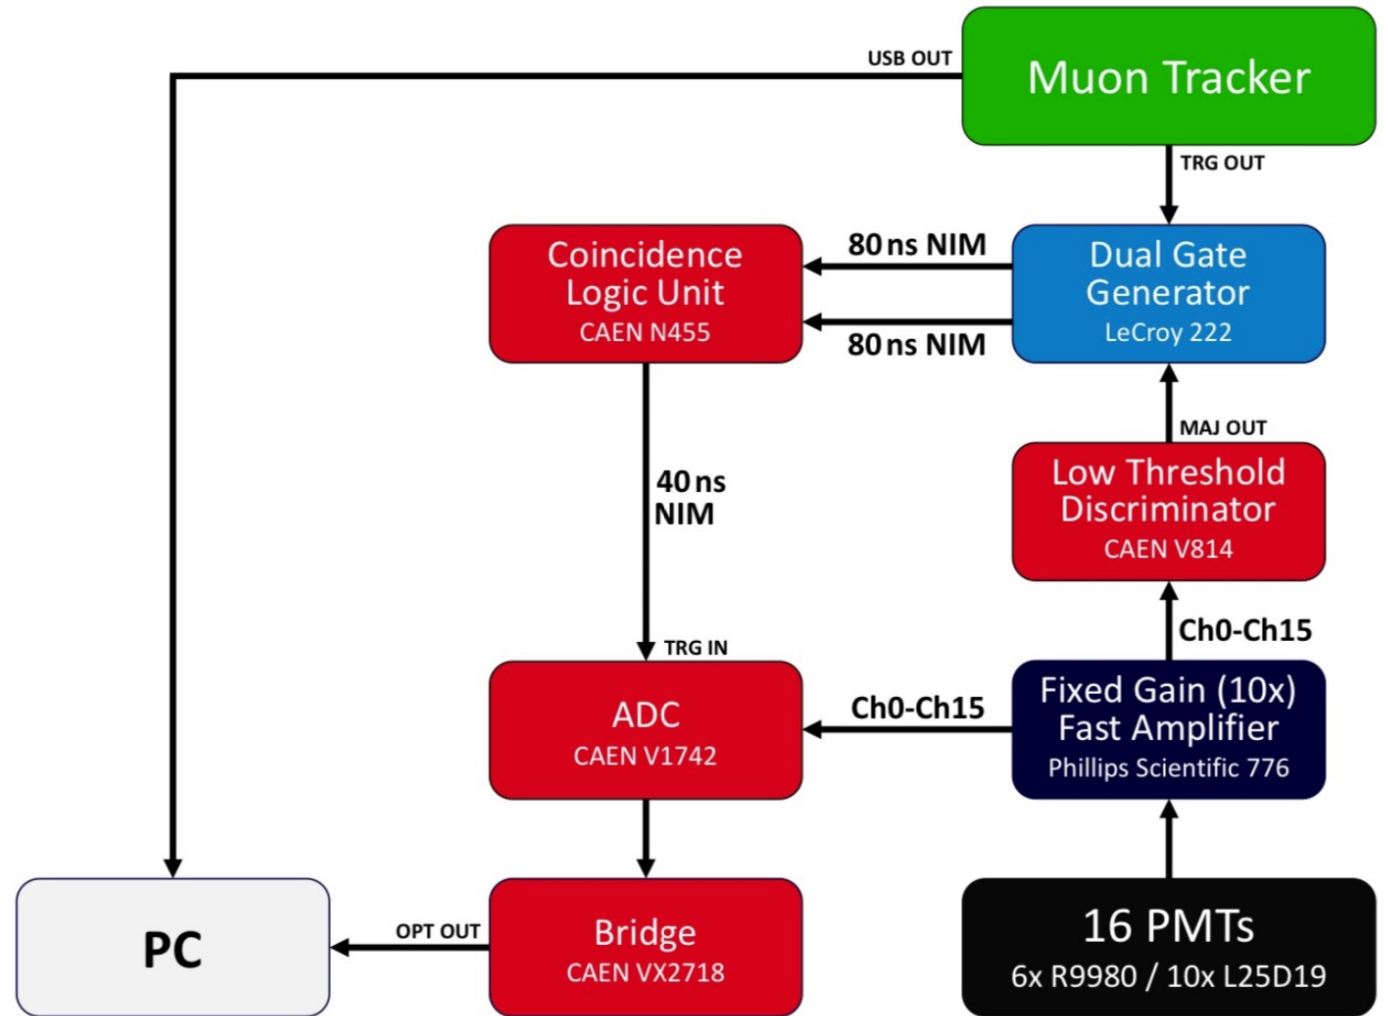 USB OUT
Muon Tracker
TRG OUT
Coincidence
Logic Unit
CAEN N455
80 ns NIM
80 ns NIM
Dual Gate
Generator
LeCroy 222
MAJ OUT
40 ns
NIM
Low Threshold
Discriminator
CAEN V814
Ch0-Ch15
TRG IN
ADC
CAEN V1742
Ch0-Ch15
Fixed Gain (10x)
Fast Amplifier
Phillips Scientific 776
PC
OPT OUT
Bridge
CAEN VX2718
16 PMTs
6x R9980 / 10x L25D19